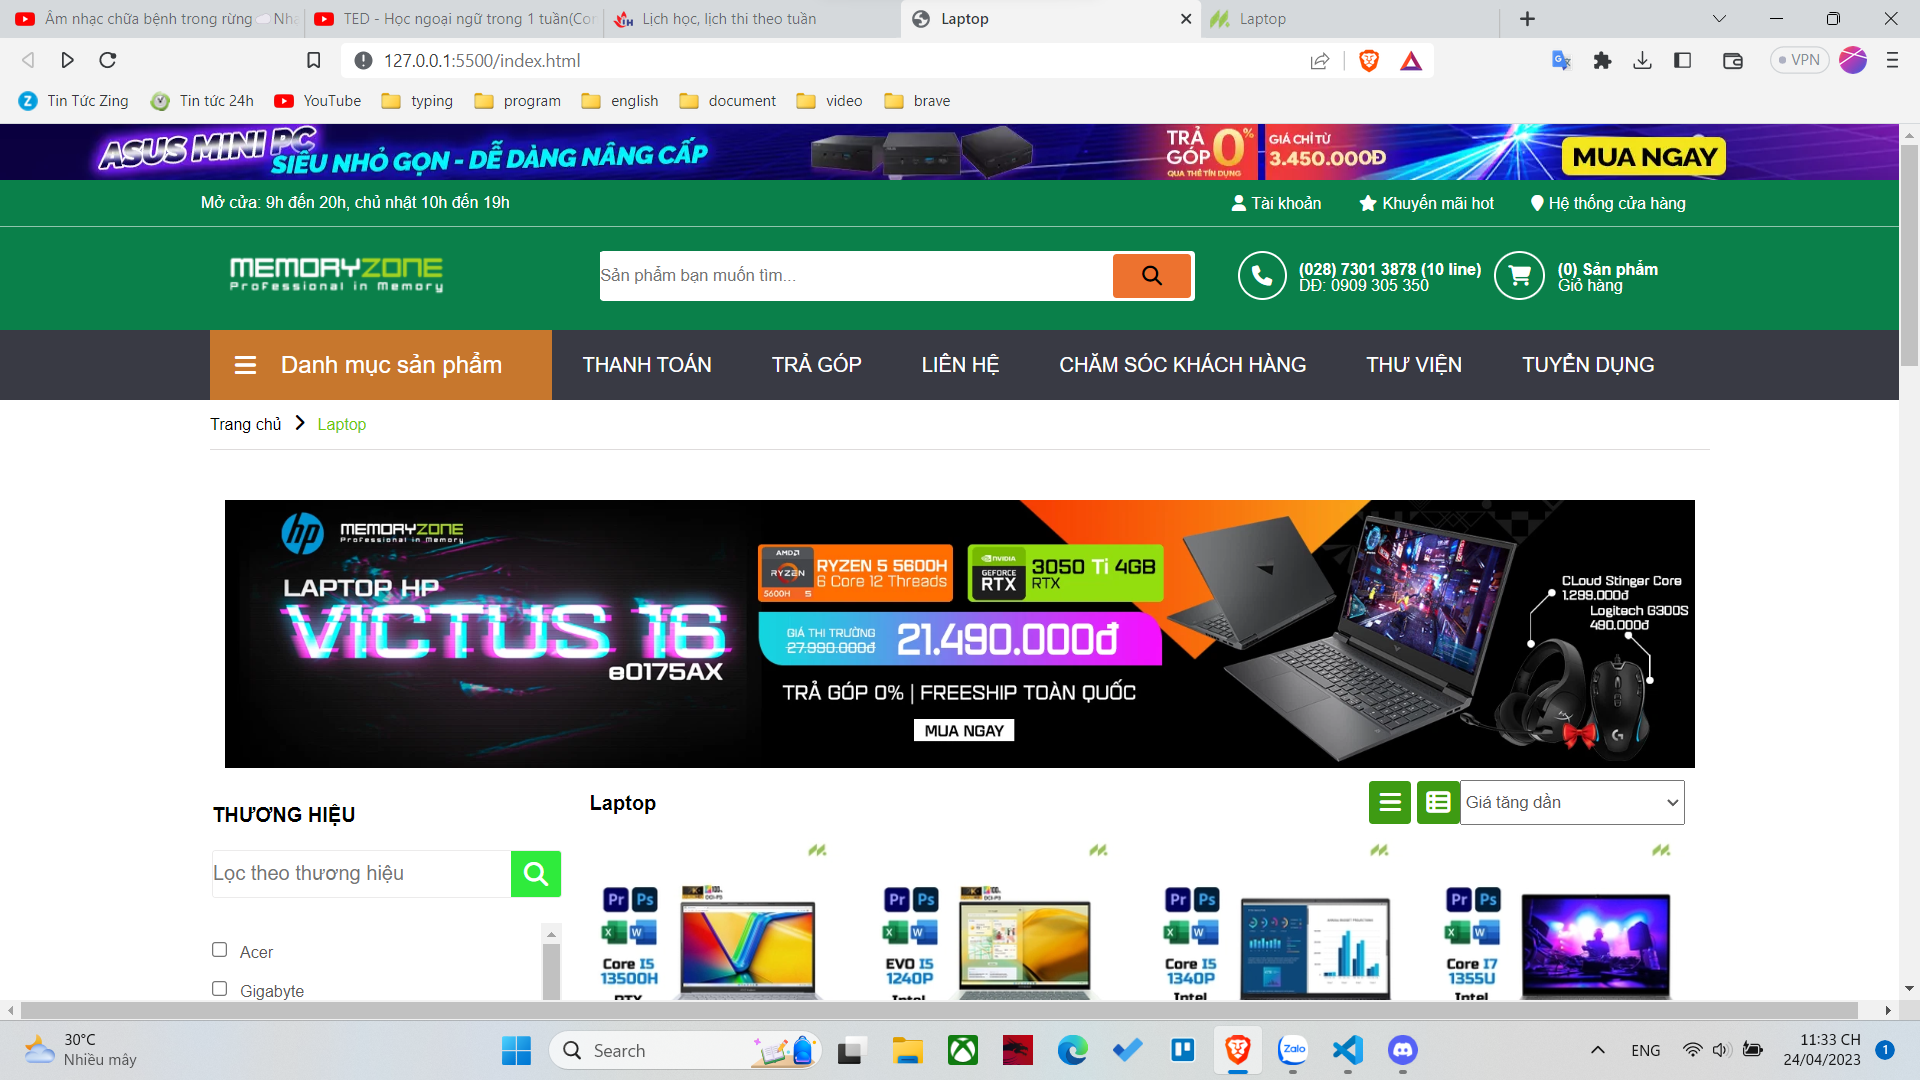 Âm nhạc chữa bệnh trong rừng
TED - Học ngoại ngữ trong 1 tuần(Cor
Lịch học, lịch thi theo tuần
Laptop
Laptop
127.0.0.1:5500/index.html
VPN
Tin Tức Zing
Tin tức 24h
YouTube
typing
program
english
document
video
brave
ASUS MINI PC
SIÊU NHỎ GỌN - DỄ DÀNG NÂNG CẤP
TRẢ GÓP 0%
QUA THẺ TÍN DỤNG
GIÁ CHỈ TỪ
3.450.000Đ
MUA NGAY
Mở cửa: 9h đến 20h, chủ nhật 10h đến 19h
Tài khoản
Khuyến mãi hot
Hệ thống cửa hàng
MEMORYZONE
Professional in Memory
Sản phẩm bạn muốn tìm...
(028) 7301 3878 (10 line)
DĐ: 0909 305 350
(0) Sản phẩm
Giỏ hàng
Danh mục sản phẩm
THANH TOÁN
TRẢ GÓP
LIÊN HỆ
CHĂM SÓC KHÁCH HÀNG
THƯ VIỆN
TUYỂN DỤNG
Trang chủ
Laptop
hp
MEMORYZONE
Professional in Memory
LAPTOP HP
VICTUS 16
e0175AX
AMD
RYZEN
5600H 5
RYZEN 5 5600H
6 Core 12 Threads
NVIDIA
GEFORCE
RTX
3050 Ti 4GB
RTX
GIÁ THI TRƯỜNG
27.990.000đ
21.490.000đ
TRẢ GÓP 0% | FREESHIP TOÀN QUỐC
MUA NGAY
CLoud Stinger Core
1.299.000đ
Logitech G300S
490.000đ
THƯƠNG HIỆU
Lọc theo thương hiệu
Acer
Gigabyte
Laptop
Giá tăng dần
Pr Ps
X W
Core I5
13500H
RTX
Pr Ps
X W
EVO I5
1240P
Intel
Pr Ps
X W
Core I5
1340P
Intel
Pr Ps
X W
Core I7
1355U
Intel
30°C
Nhiều mây
Search
Zalo
ENG
11:33 CH
24/04/2023
1